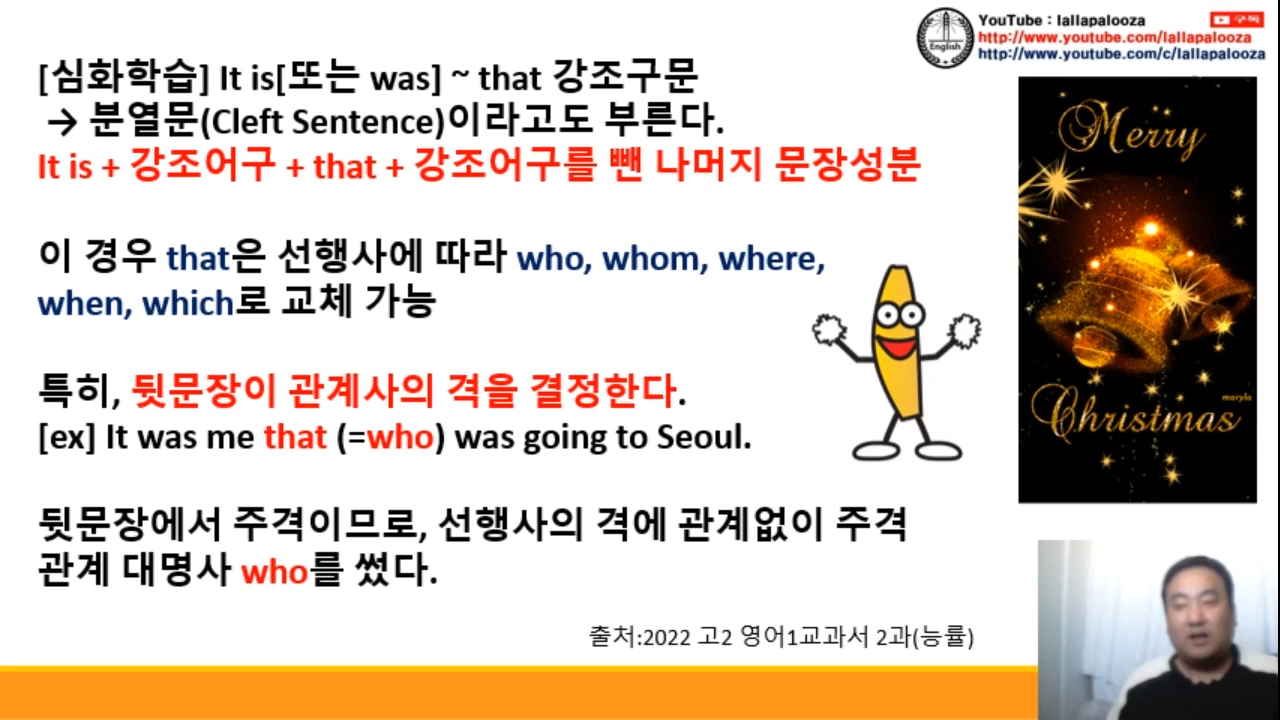 YouTube : lallapalooza
구독
http://www.youtube.com/lallapalooza
http://www.youtube.com/c/lallapalooza
English
[심화학습] It is[또는 was] ~ that 강조구문
→ 분열문(Cleft Sentence)이라고도 부른다.
It is + 강조어구 + that + 강조어구를 뺀 나머지 문장성분
이 경우 that은 선행사에 따라 who, whom, where,
when, which로 교체 가능
특히, 뒷문장이 관계사의 격을 결정한다.
[ex] It was me that (=who) was going to Seoul.
뒷문장에서 주격이므로, 선행사의 격에 관계없이 주격
관계 대명사 who를 썼다.
출처:2022 고2 영어1교과서 2과(능률)
Merry
maryla
Christmas